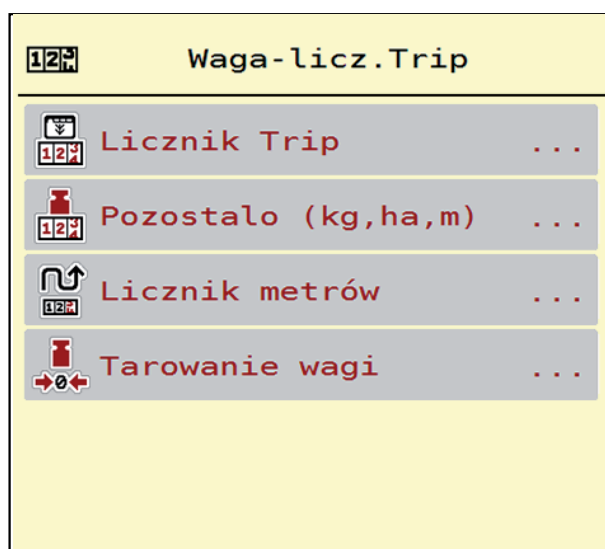 Waga-licz.Trip
Licznik Trip ...
Pozostalo (kg,ha,m) ...
Licznik metrów ...
Tarowanie wagi ...